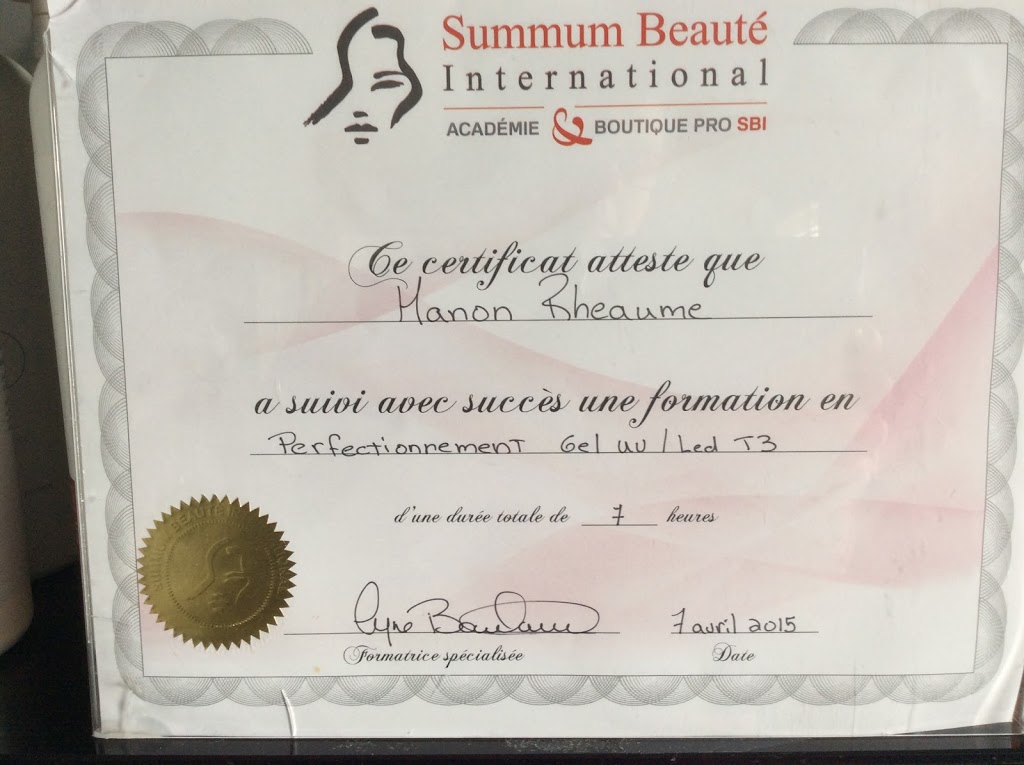 Summum Beauté
International
ACADÉMIE & BOUTIQUE PRO SBI
Ce certificat atteste que
Manon Rheaume
a suivi avec succès une formation en
Perfectionnement Gel uv / Led T3
d'une durée totale de 7 heures
Lyne
7 avril 2015
Formatrice spécialisée
Date